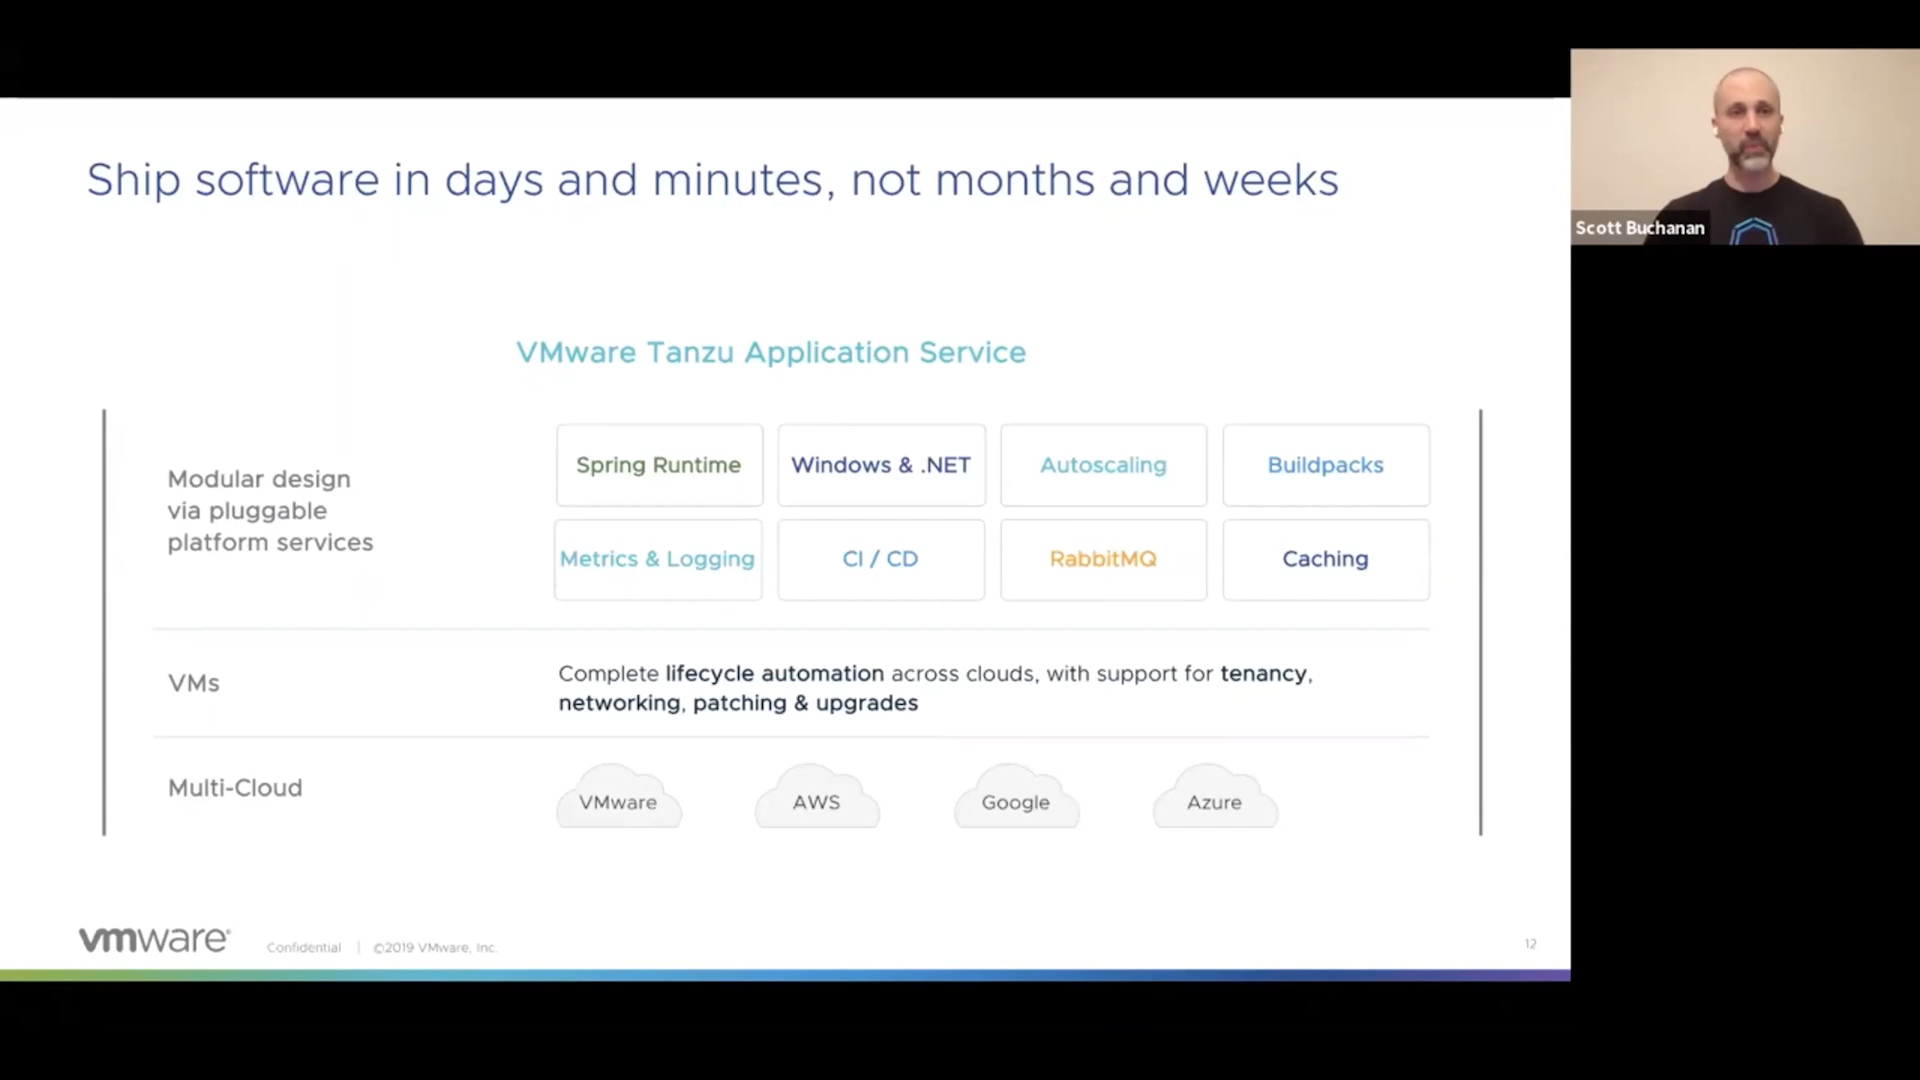 Ship software in days and minutes, not months and weeks
Scott Buchanan
VMware Tanzu Application Service
Modular design
via pluggable
platform services
Spring Runtime
Windows & .NET
Autoscaling
Buildpacks
Metrics & Logging
CI / CD
RabbitMQ
Caching
VMs
Complete lifecycle automation across clouds, with support for tenancy,
networking, patching & upgrades
Multi-Cloud
VMware
AWS
Google
Azure
vmware®
Confidential | ©2019 VMware, Inc.
12